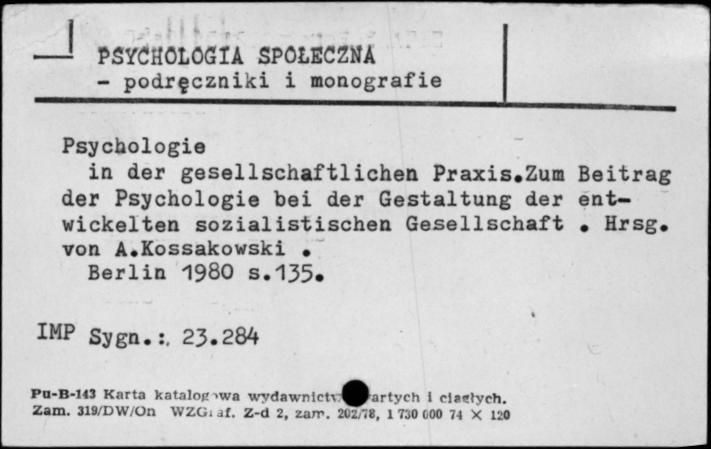 PSYCHOLOGIA SPOŁECZNA
- podręczniki i monografie
Psychologie
in der gesellschaftlichen Praxis.Zum Beitrag
der Psychologie bei der Gestaltung der ent-
wickelten sozialistischen Gesellschaft . Hrsg.
von A.Kossakowski .
Berlin 1980 s.135.
IMP Sygn.: 23.284
Pu-B-143 Karta katalogowa wydawnictw zwartych i ciągłych.
Zam. 319/DW/On WZGraf. Z-d 2, zam. 202/78, 1 730 000 74 X 120